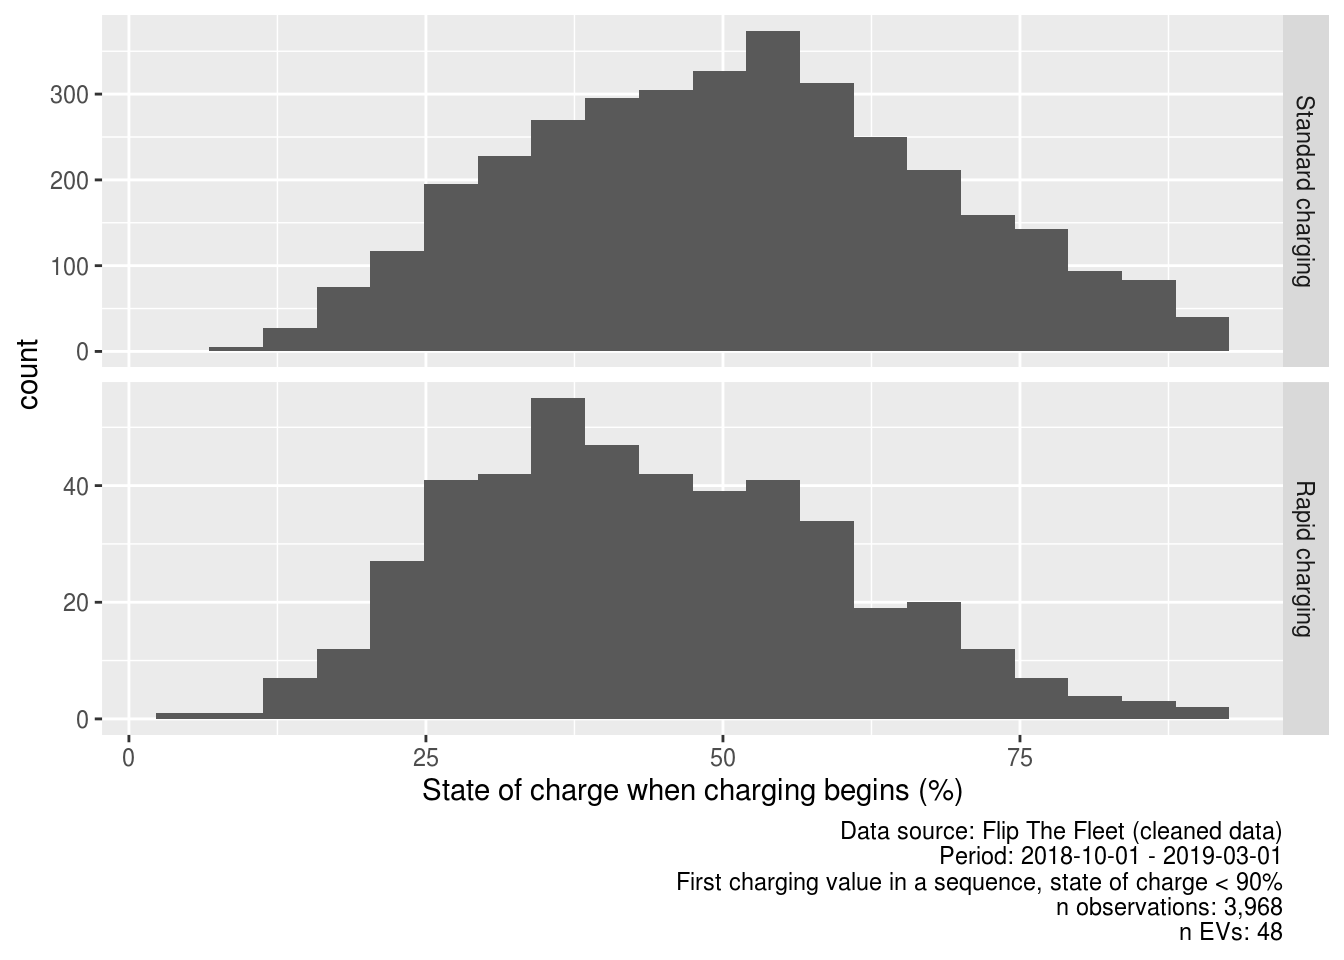 300
200
100
0
Standard charging
count
40
20
0
Rapid charging
0 25 50 75
State of charge when charging begins (%)
Data source: Flip The Fleet (cleaned data)
Period: 2018-10-01 - 2019-03-01
First charging value in a sequence, state of charge < 90%
n observations: 3,968
n EVs: 48